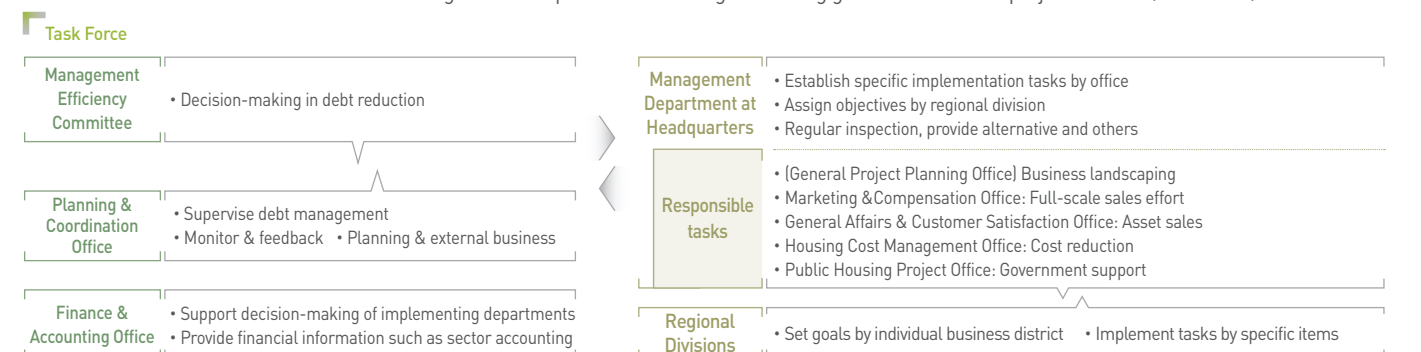 Task Force
Management
Efficiency
Committee
• Decision-making in debt reduction
Planning &
Coordination
Office
• Supervise debt management
• Monitor & feedback • Planning & external business
Finance &
Accounting Office
• Support decision-making of implementing departments
• Provide financial information such as sector accounting
Management
Department at
Headquarters
• Establish specific implementation tasks by office
• Assign objectives by regional division
• Regular inspection, provide alternative and others
Responsible
tasks
• (General Project Planning Office) Business landscaping
• Marketing &Compensation Office: Full-scale sales effort
• General Affairs & Customer Satisfaction Office: Asset sales
• Housing Cost Management Office: Cost reduction
• Public Housing Project Office: Government support
Regional
Divisions
• Set goals by individual business district • Implement tasks by specific items